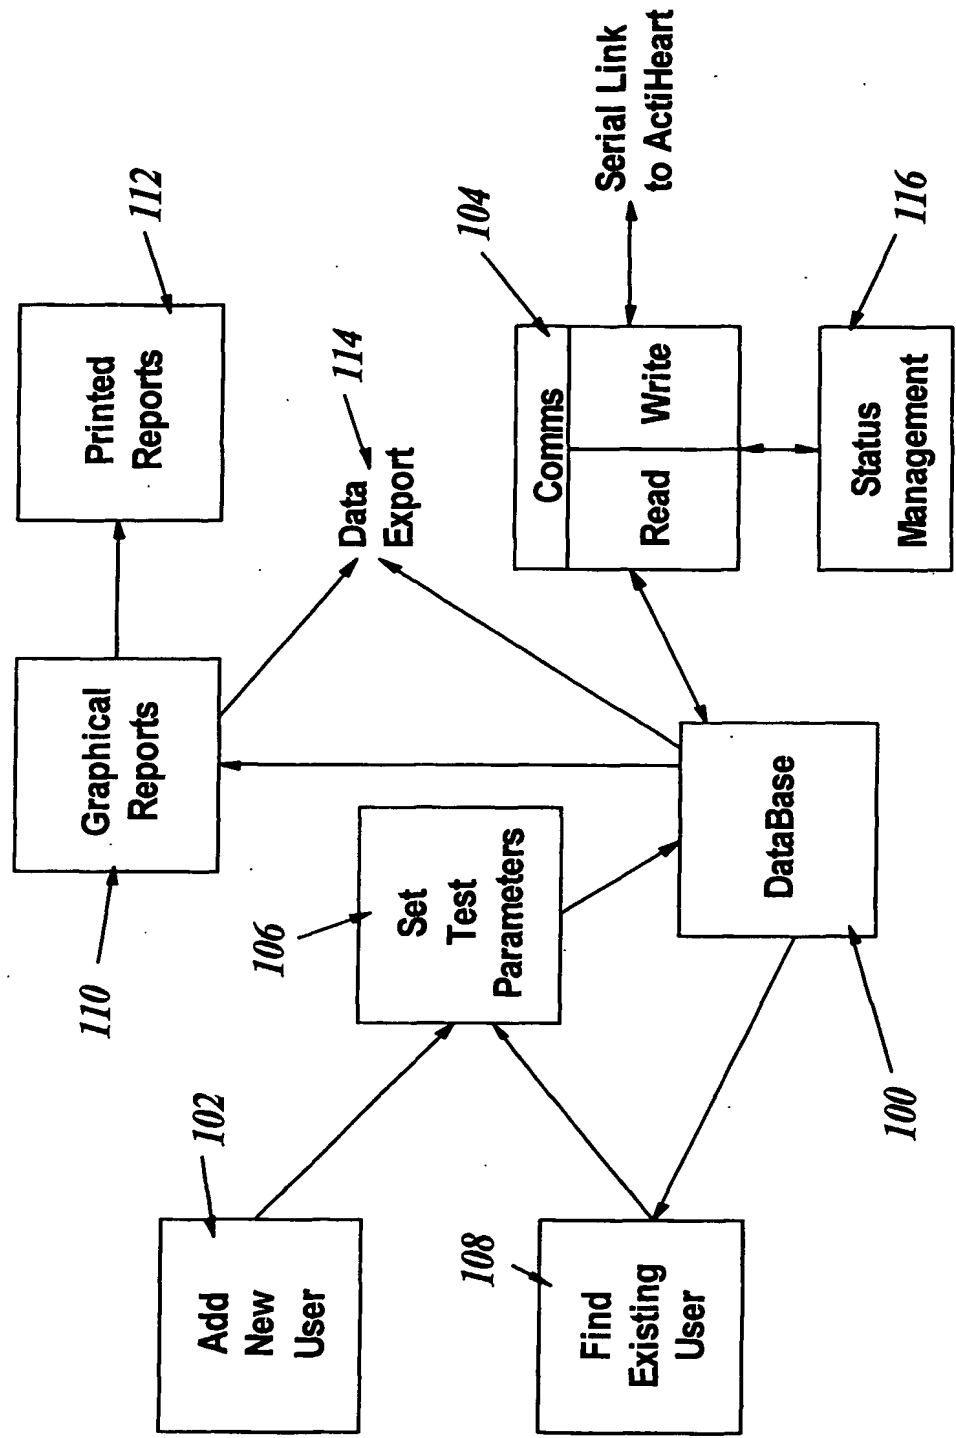 102
Add
New
User
108
Find
Existing
User
106
Set
Test
Parameters
100
DataBase
110
Graphical
Reports
112
Printed
Reports
114
Data
Export
104
Comms
Read
Write
Serial Link
to ActiHeart
116
Status
Management